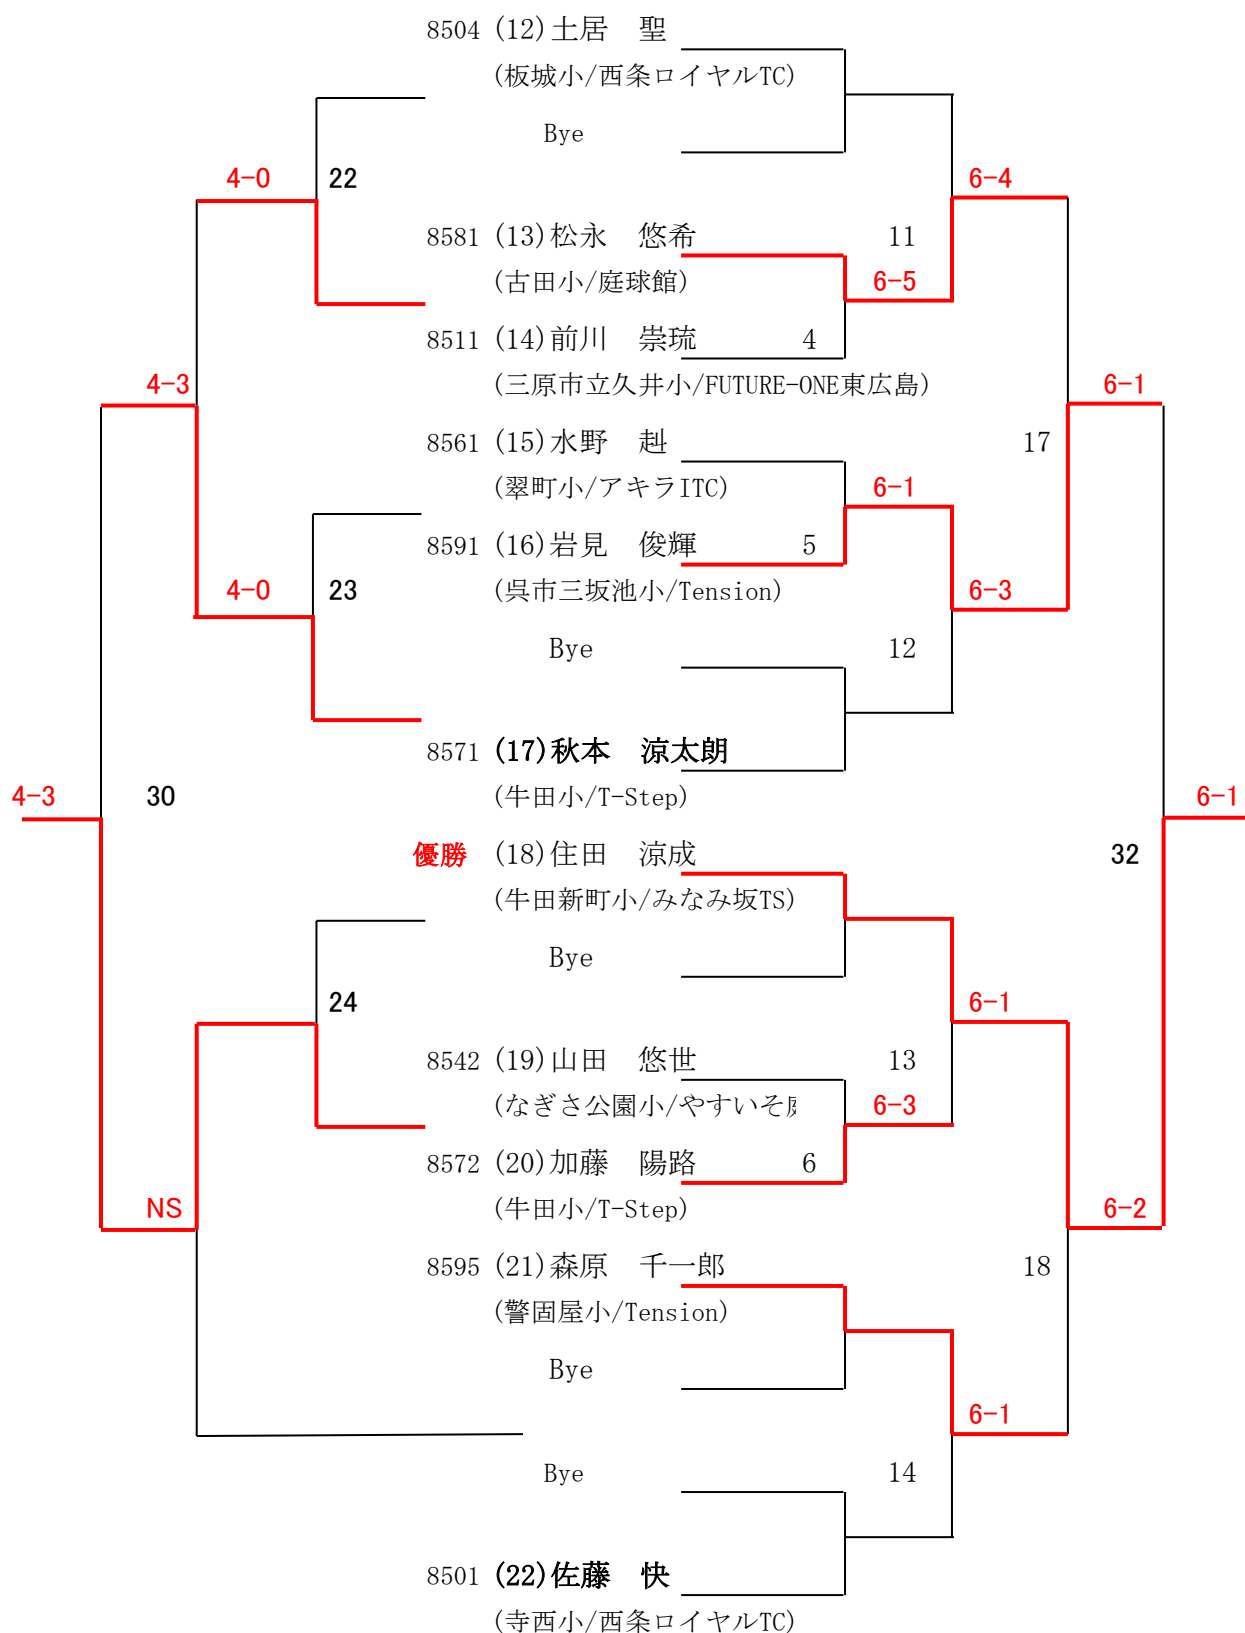 8504 (12)土居　聖
(板城小/西条ロイヤルTC)
Bye
4-0 22 6-4
8581 (13)松永　悠希 11
(古田小/庭球館) 6-5
8511 (14)前川　崇琉 4
4-3 (三原市立久井小/FUTURE-ONE東広島) 6-1
8561 (15)水野　赳 17
(翠町小/アキラITC) 6-1
8591 (16)岩見　俊輝 5
4-0 23 (呉市三坂池小/Tension) 6-3
Bye 12
8571 (17)秋本　涼太朗
4-3 30 (牛田小/T-Step) 6-1
優勝 (18)住田　涼成 32
(牛田新町小/みなみ坂TS)
Bye
24 6-1
8542 (19)山田　悠世 13
(なぎさ公園小/やすいそ 6-3
8572 (20)加藤　陽路 6
NS (牛田小/T-Step) 6-2
8595 (21)森原　千一郎 18
(警固屋小/Tension)
Bye
6-1
Bye 14
8501 (22)佐藤　快
(寺西小/西条ロイヤルTC)